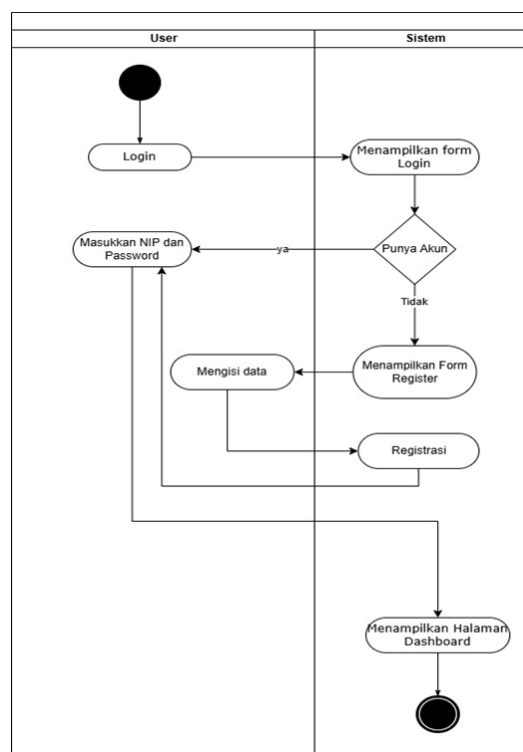 User
Sistem
Login
Menampilkan form
Login
Punya Akun
ya
Masukkan NIP dan
Password
Tidak
Menampilkan Form
Register
Mengisi data
Registrasi
Menampilkan Halaman
Dashboard